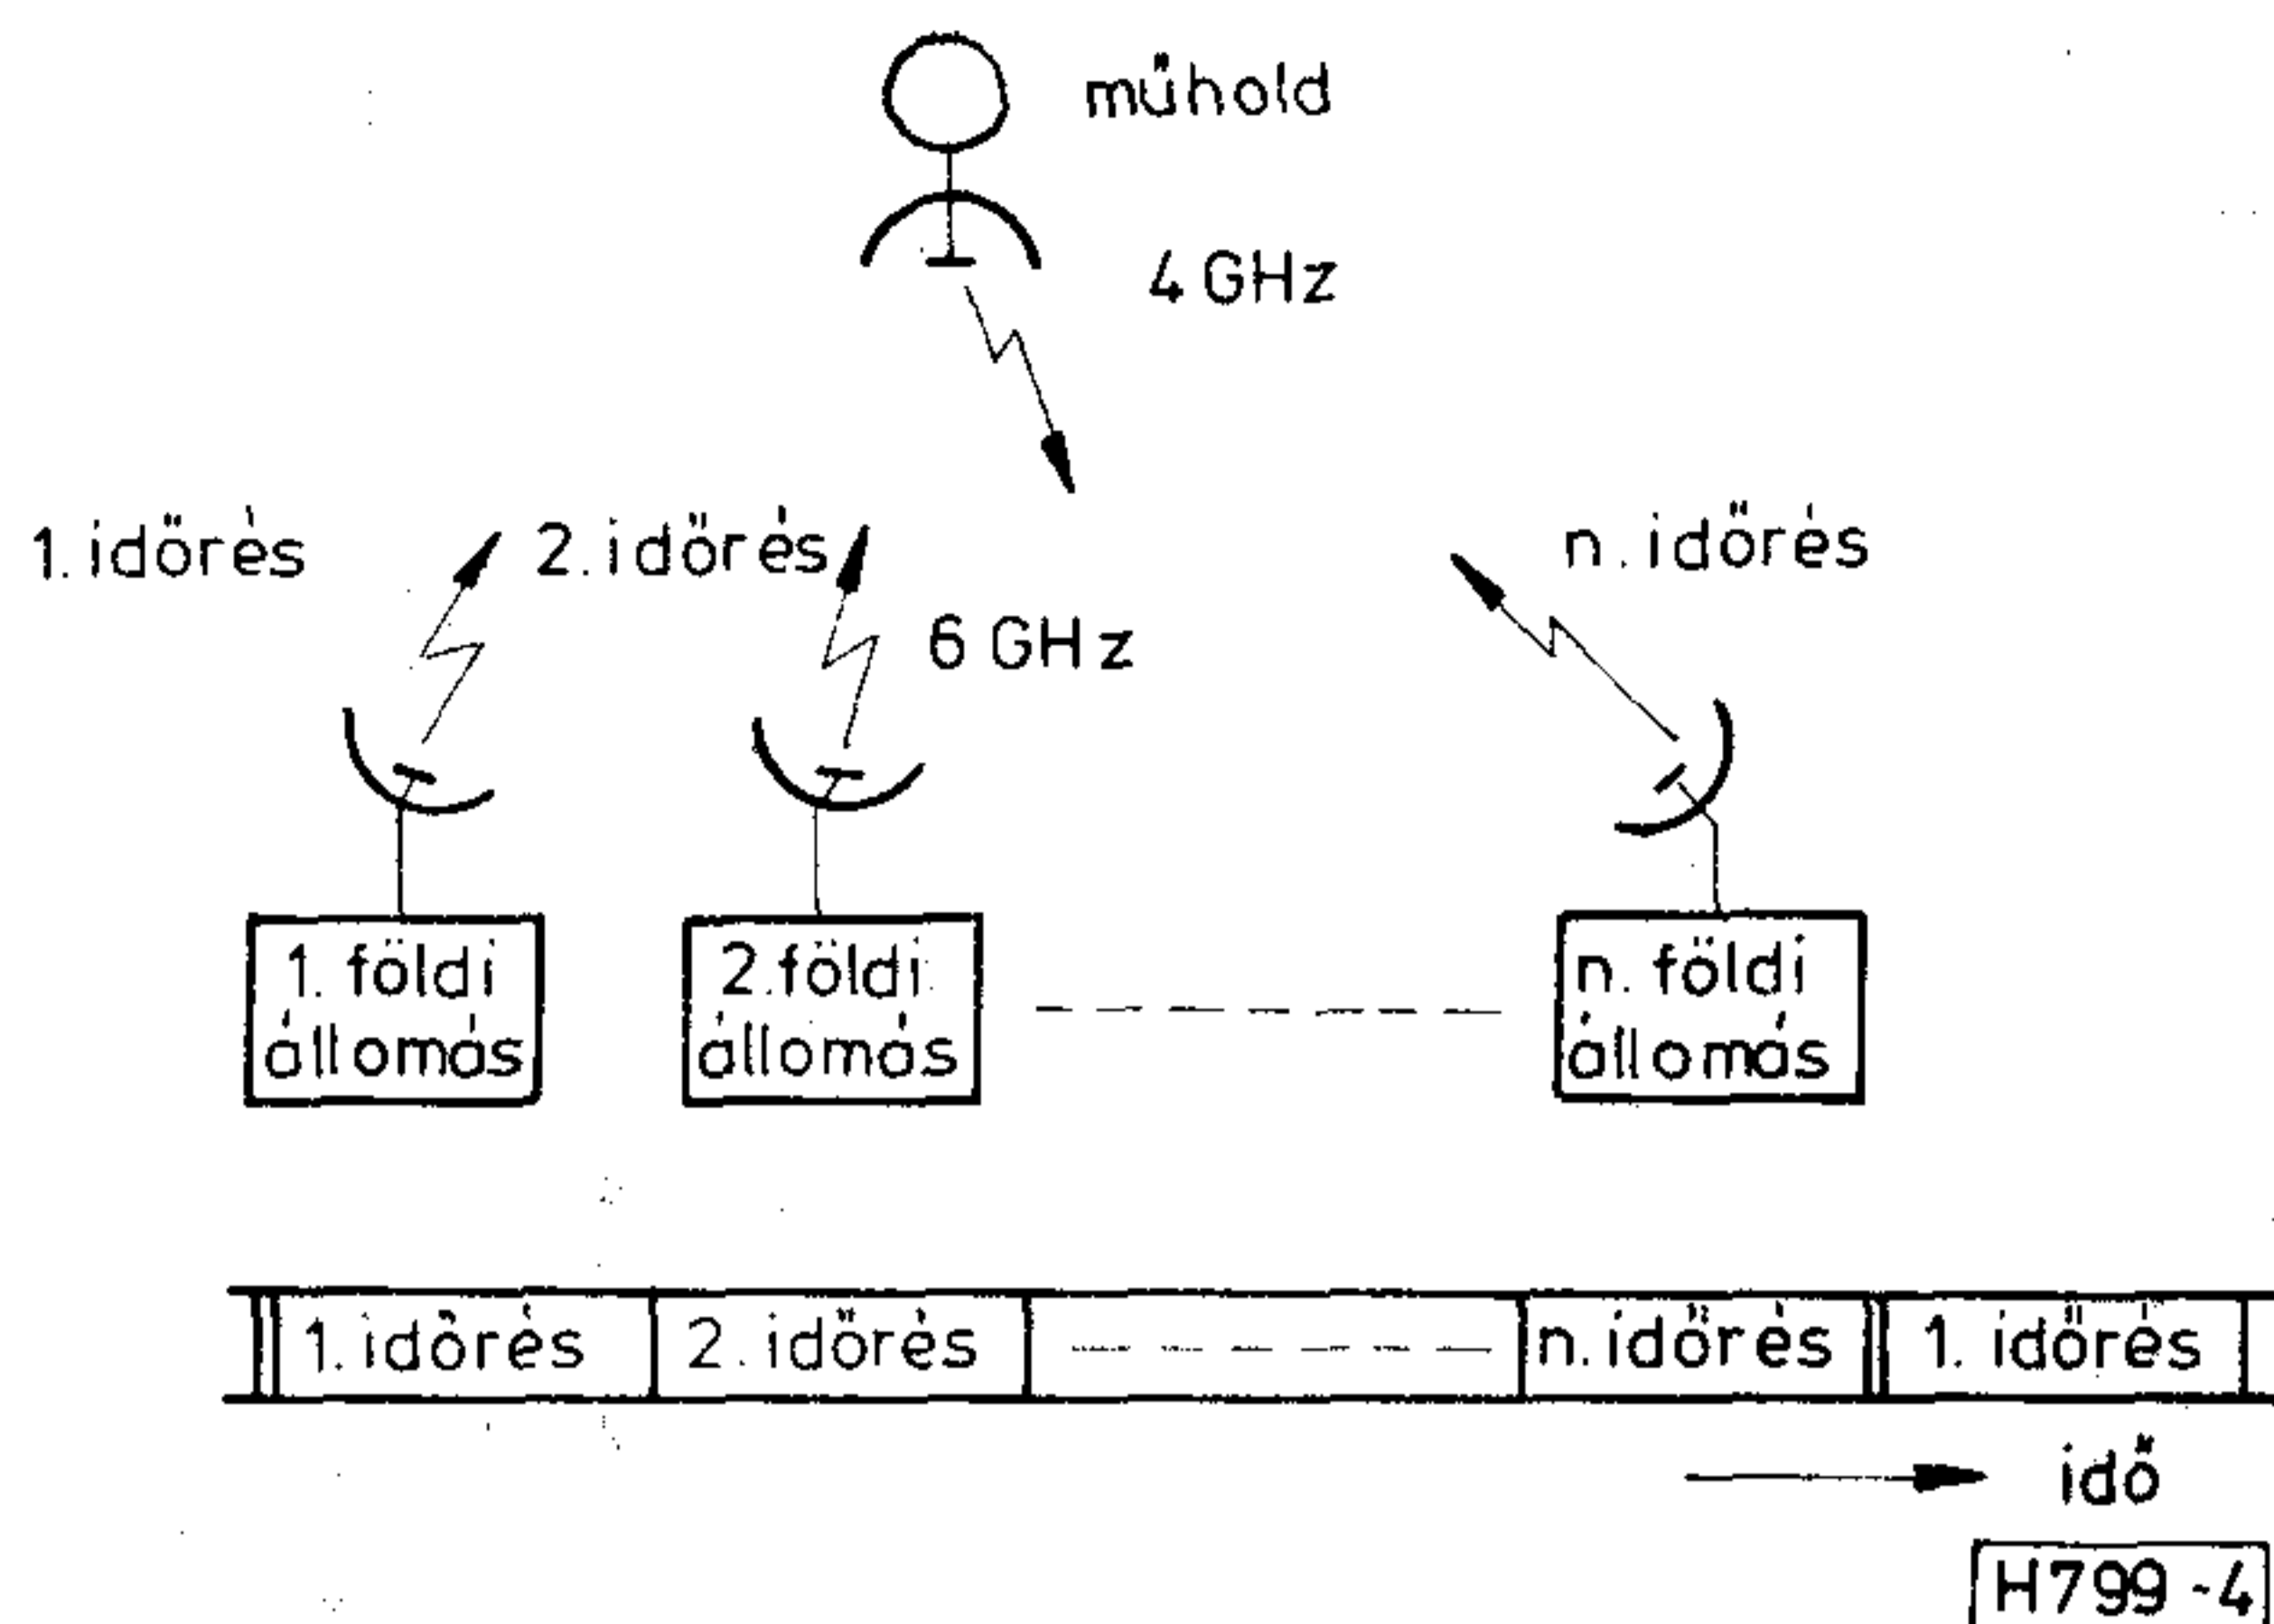 műhold
4 GHz
1. időrés
2. időrés
n. időrés
6 GHz
1. földi
állomás
2. földi
állomás
n. földi
állomás
1. időrés
2. időrés
n. időrés
1. időrés
idő
H799-4